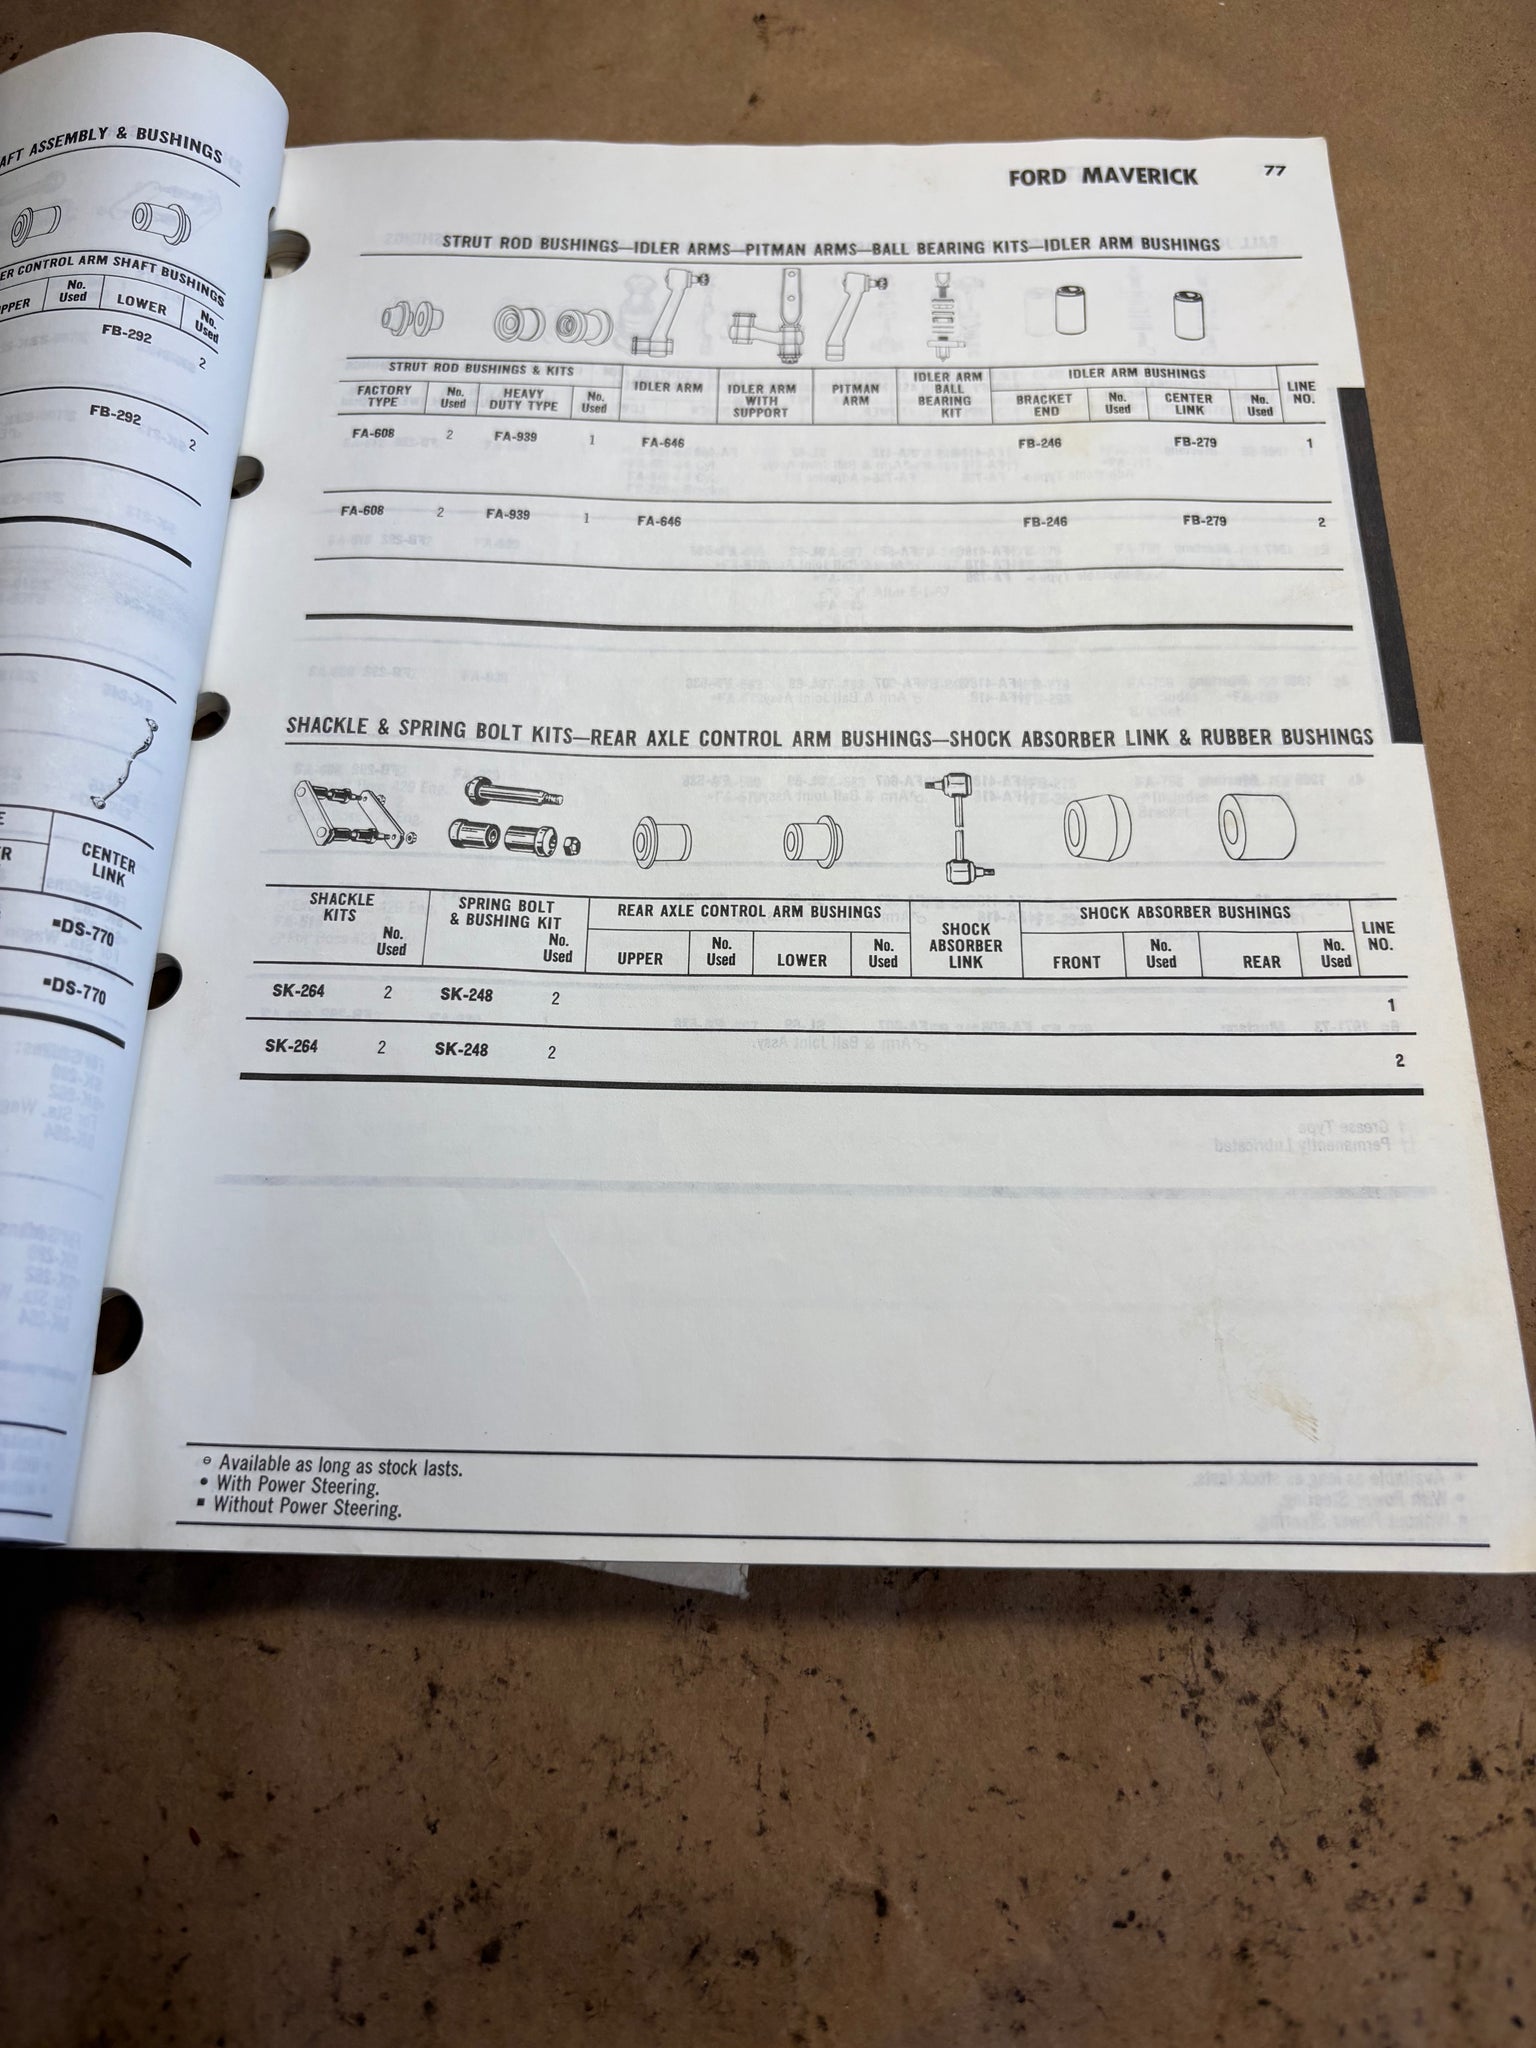 AFT ASSEMBLY & BUSHINGS
ER CONTROL ARM SHAFT BUSHINGS
PPER No. Used LOWER No. Used
FB-292 2
FB-292 2
CENTER LINK
▪DS-770
▪DS-770
FORD MAVERICK 77
STRUT ROD BUSHINGS—IDLER ARMS—PITMAN ARMS—BALL BEARING KITS—IDLER ARM BUSHINGS
STRUT ROD BUSHINGS & KITS IDLER ARM IDLER ARM WITH SUPPORT PITMAN ARM IDLER ARM BALL BEARING KIT IDLER ARM BUSHINGS LINE NO.
FACTORY TYPE No. Used HEAVY DUTY TYPE No. Used BRACKET END No. Used CENTER LINK No. Used
FA-608 2 FA-939 1 FA-646 FB-246 FB-279 1
FA-608 2 FA-939 1 FA-646 FB-246 FB-279 2
SHACKLE & SPRING BOLT KITS—REAR AXLE CONTROL ARM BUSHINGS—SHOCK ABSORBER LINK & RUBBER BUSHINGS
SHACKLE KITS No. Used SPRING BOLT & BUSHING KIT No. Used REAR AXLE CONTROL ARM BUSHINGS SHOCK ABSORBER LINK SHOCK ABSORBER BUSHINGS LINE NO.
UPPER No. Used LOWER No. Used FRONT No. Used REAR No. Used
SK-264 2 SK-248 2 1
SK-264 2 SK-248 2 2
⊖ Available as long as stock lasts.
• With Power Steering.
▪ Without Power Steering.